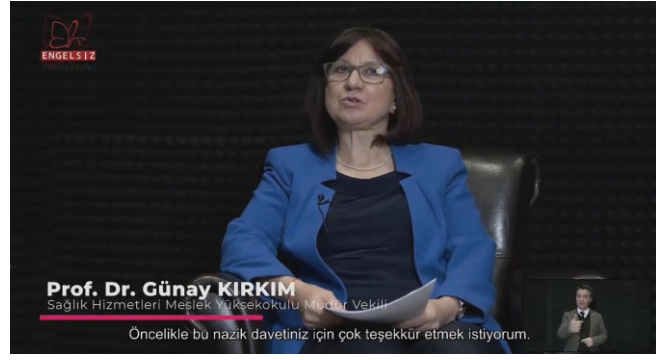 ENGELSIZ
Prof. Dr. Günay KIRKIM
Sağlık Hizmetleri Meslek Yüksekokulu Müdür Vekili
Öncelikle bu nazik davetiniz için çok teşekkür etmek istiyorum.